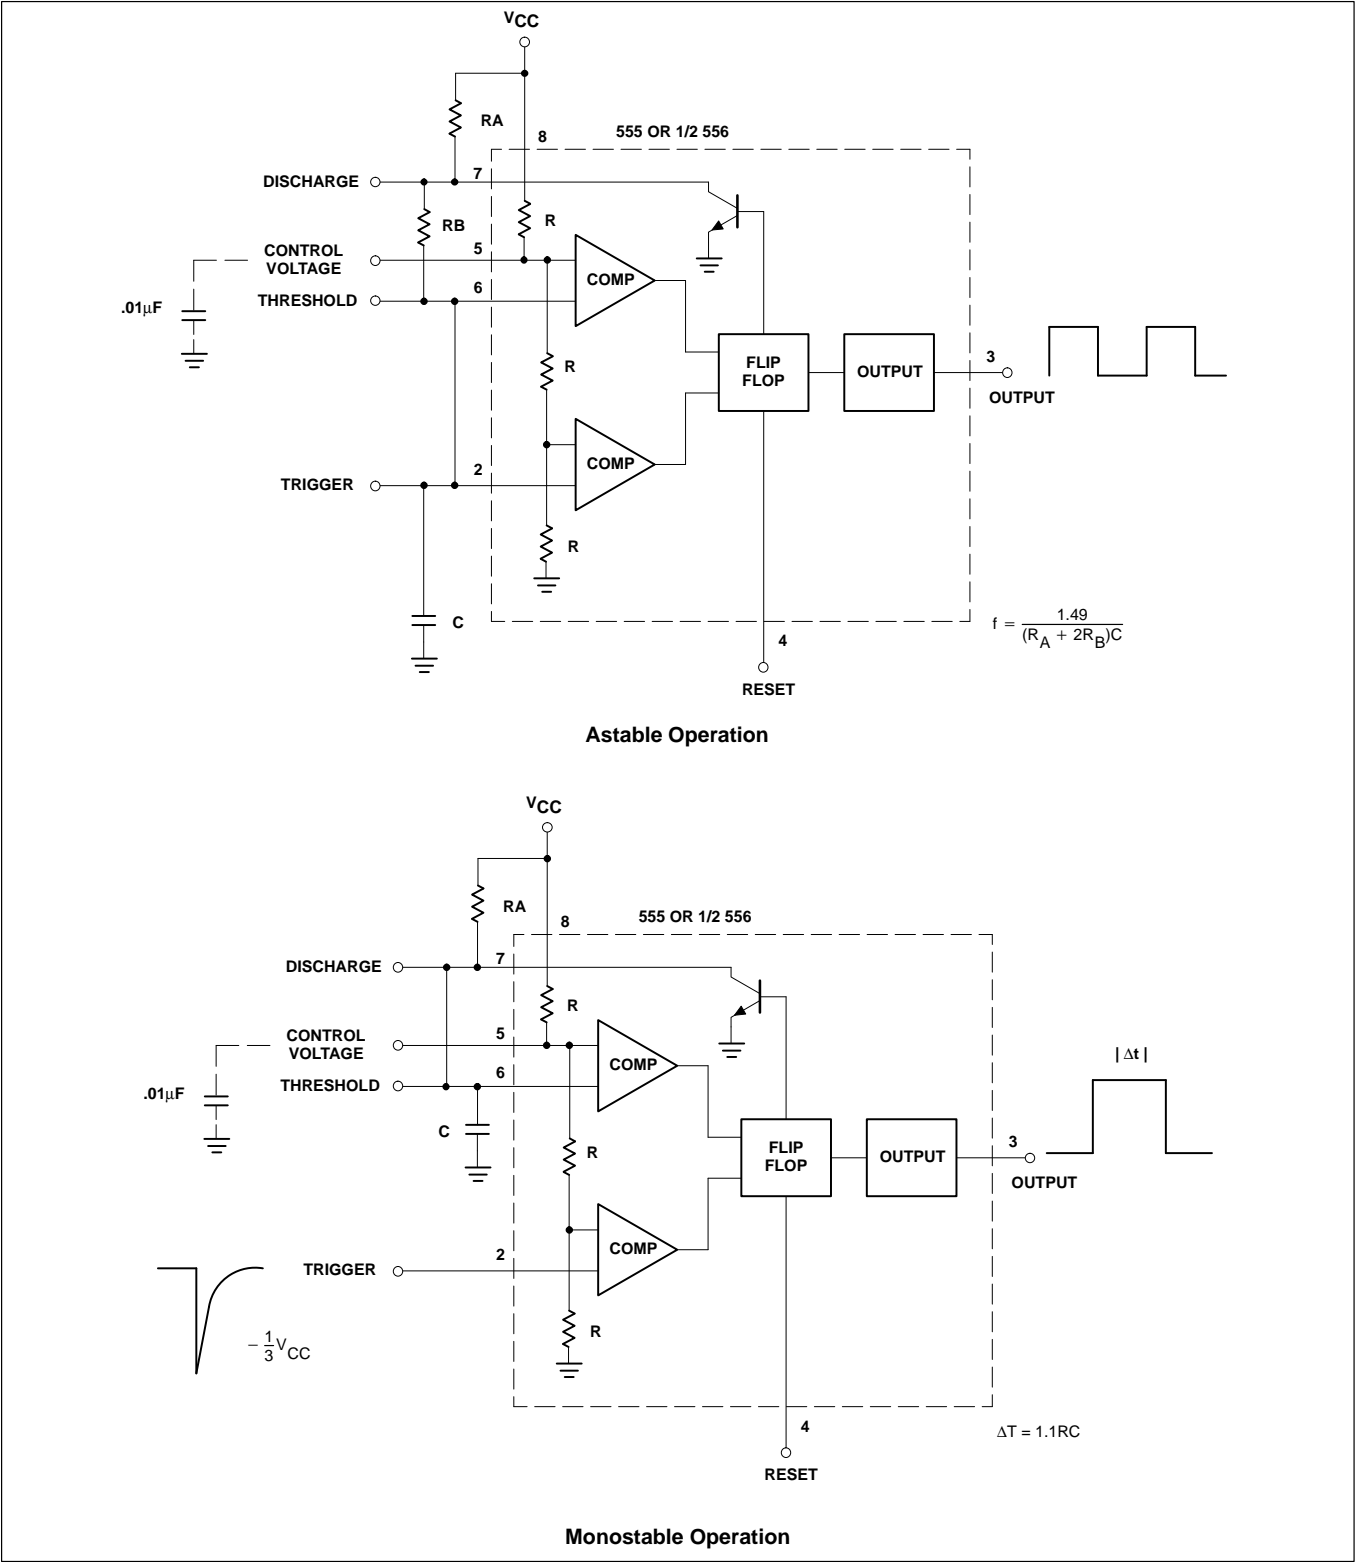 VCC
RA
8
555 OR 1/2 556
DISCHARGE
7
RB
R
CONTROL
VOLTAGE
5
COMP
THRESHOLD
6
.01μF
R
FLIP
FLOP
OUTPUT
3
OUTPUT
TRIGGER
2
COMP
R
C
4
RESET
f = 1.49 / (RA + 2RB)C
Astable Operation
VCC
RA
8
555 OR 1/2 556
DISCHARGE
7
R
CONTROL
VOLTAGE
5
COMP
| Δt |
THRESHOLD
6
.01μF
C
R
FLIP
FLOP
OUTPUT
3
OUTPUT
TRIGGER
2
COMP
R
− 1/3 VCC
4
ΔT = 1.1RC
RESET
Monostable Operation